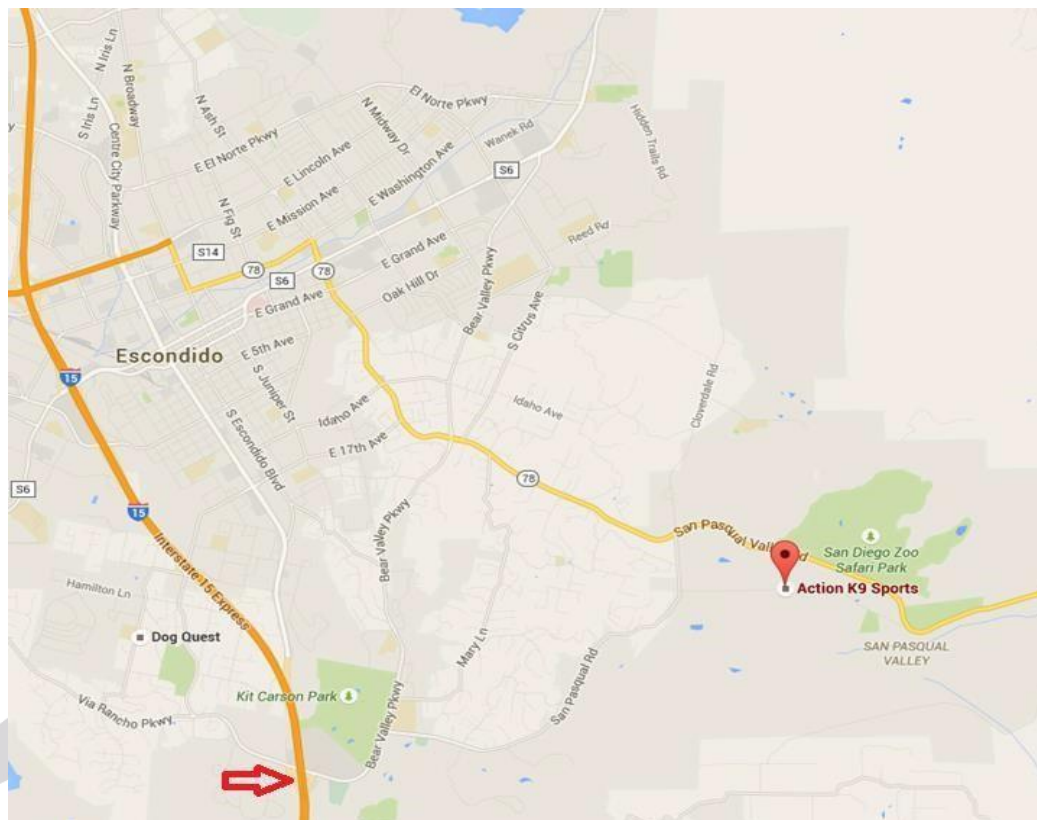 N Iris Ln
S Iris Ln
N Broadway
Centre City Parkway
N Ash St
N Midway Dr
El Norte Pkwy
Wanek Rd
Hidden Trails Rd
E El Norte Pkwy
E Lincoln Ave
E Washington Ave
S6
N Fig St
E Mission Ave
Reed Rd
S14
78
S6
78
E Grand Ave
Bear Valley Pkwy
E Grand Ave
Oak Hill Dr
S Citrus Ave
Escondido
E 5th Ave
15
S Juniper St
Idaho Ave
Idaho Ave
Cloverdale Rd
S Escondido Blvd
E 17th Ave
S6
78
15
Bear Valley Pkwy
San Pasqual Valley Rd
San Diego Zoo
Safari Park
Interstate 15 Express
Hamilton Ln
Action K9 Sports
Dog Quest
Mary Ln
SAN PASQUAL
VALLEY
San Pasqual Rd
Kit Carson Park
Via Rancho Pkwy
Bear Valley Pkwy